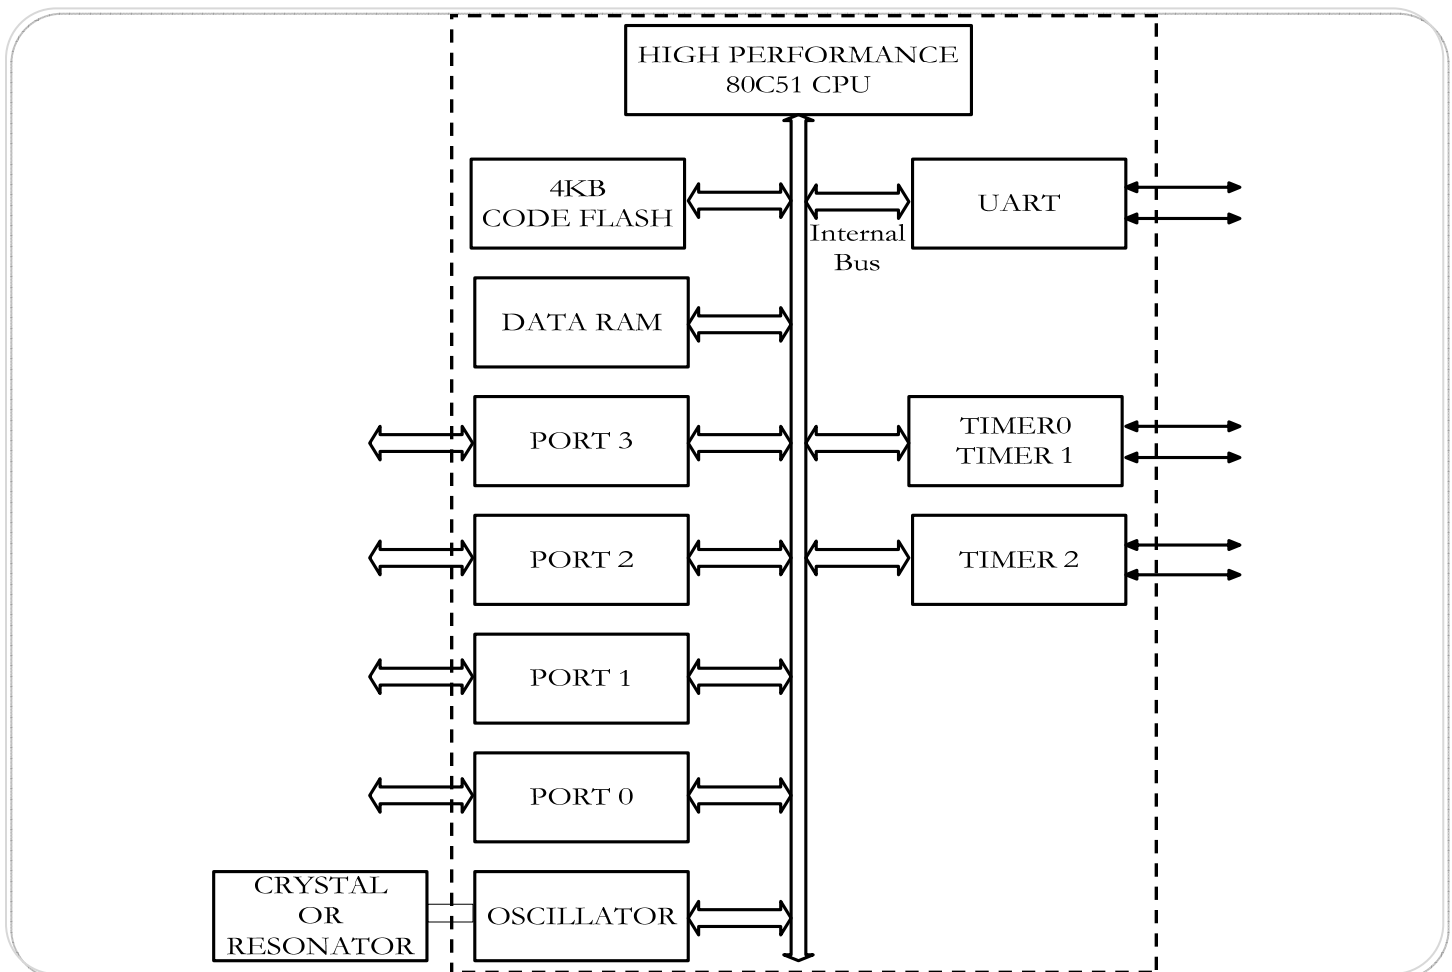 HIGH PERFORMANCE
80C51 CPU
4KB
CODE FLASH
UART
Internal
Bus
DATA RAM
PORT 3
TIMER0
TIMER 1
PORT 2
TIMER 2
PORT 1
PORT 0
CRYSTAL
OR
RESONATOR
OSCILLATOR